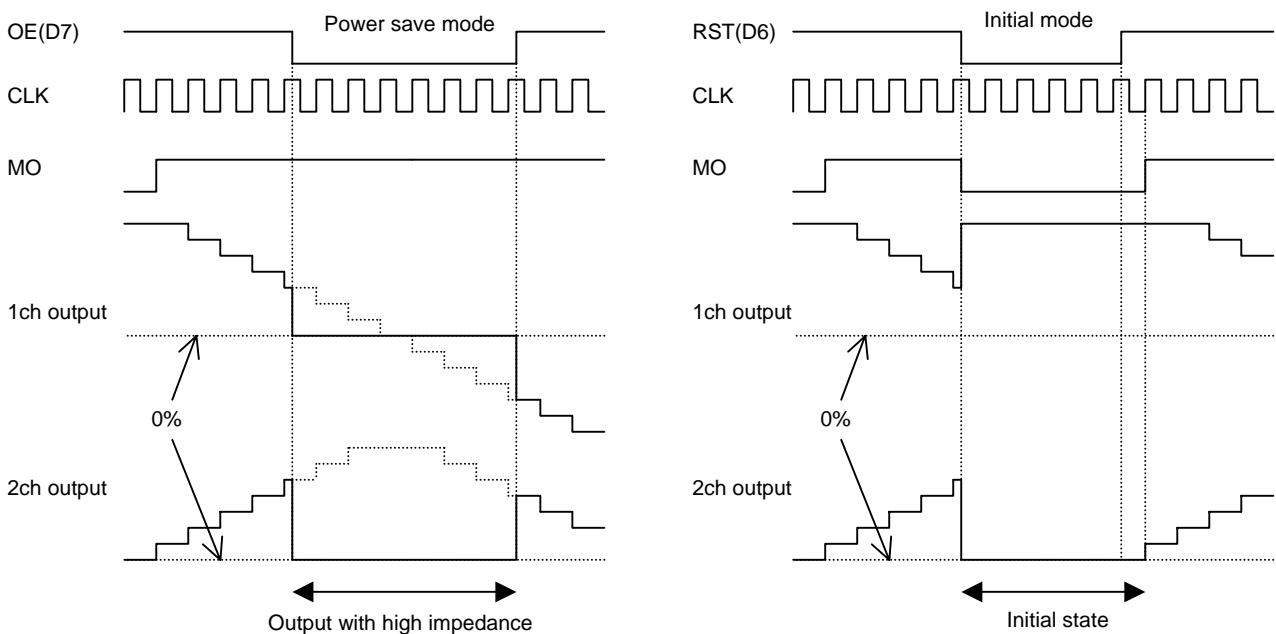 OE(D7)
Power save mode
CLK
MO
1ch output
0%
2ch output
Output with high impedance
RST(D6)
Initial mode
CLK
MO
1ch output
0%
2ch output
Initial state